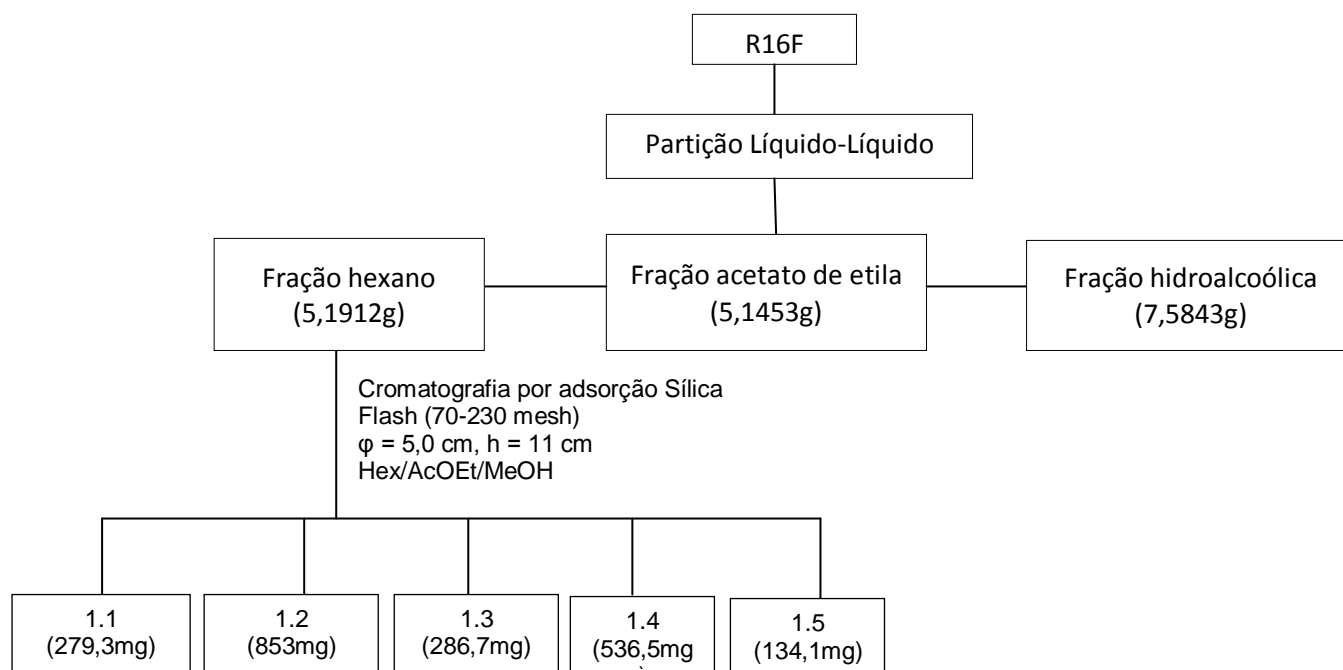 R16F
Partição Líquido-Líquido
Fração hexano
(5,1912g)
Fração acetato de etila
(5,1453g)
Fração hidroalcoólica
(7,5843g)
Cromatografia por adsorção Sílica
Flash (70-230 mesh)
φ = 5,0 cm, h = 11 cm
Hex/AcOEt/MeOH
1.1
(279,3mg)
1.2
(853mg)
1.3
(286,7mg)
1.4
(536,5mg
)
1.5
(134,1mg)